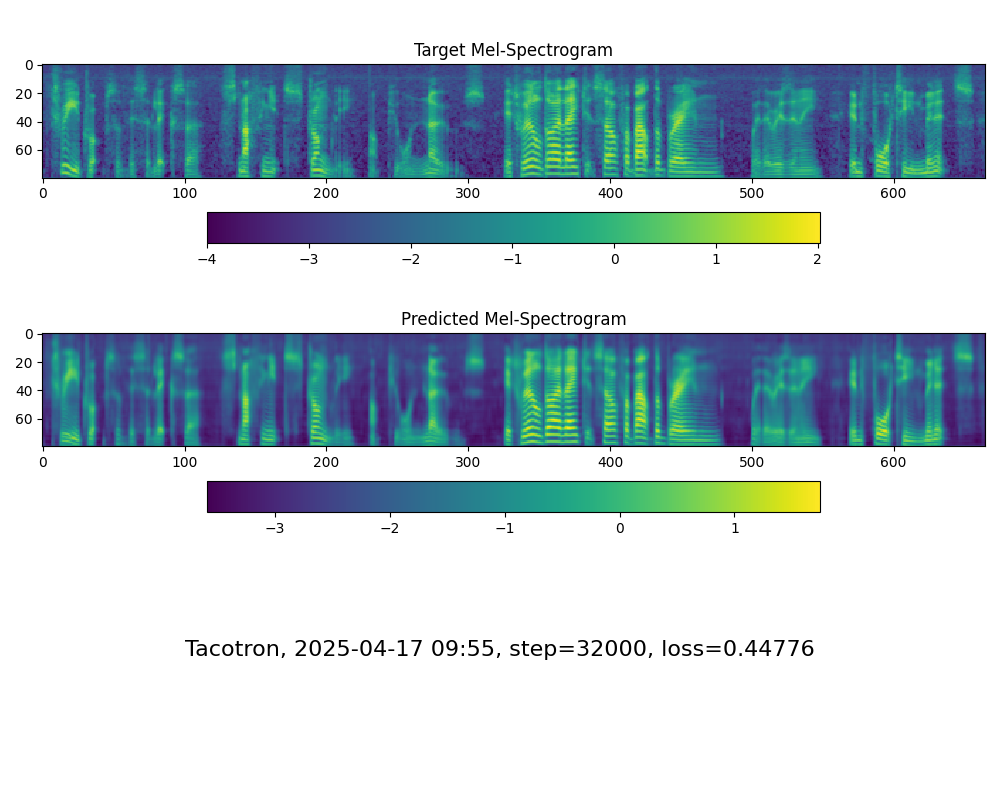 Target Mel-Spectrogram
0
20
40
60
0 100 200 300 400 500 600
−4 −3 −2 −1 0 1 2
Predicted Mel-Spectrogram
0
20
40
60
0 100 200 300 400 500 600
−3 −2 −1 0 1
Tacotron, 2025-04-17 09:55, step=32000, loss=0.44776